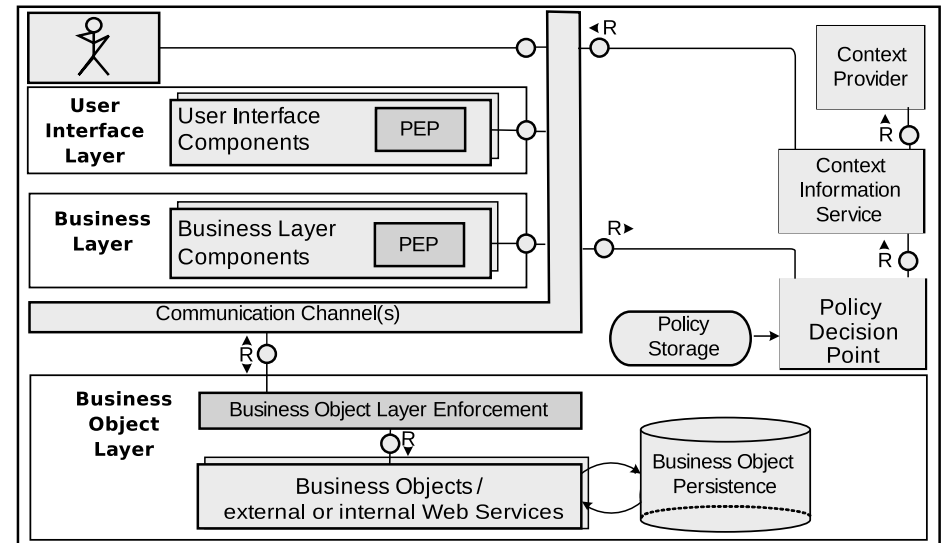 ◄R
Context
Provider
User
Interface
Layer
User Interface
Components
PEP
R
Context
Information
Service
Business
Layer
Business Layer
Components
PEP
R►
R
Communication Channel(s)
Policy
Storage
Policy
Decision
Point
R
Business
Object
Layer
Business Object Layer Enforcement
R
Business Objects /
external or internal Web Services
Business Object
Persistence